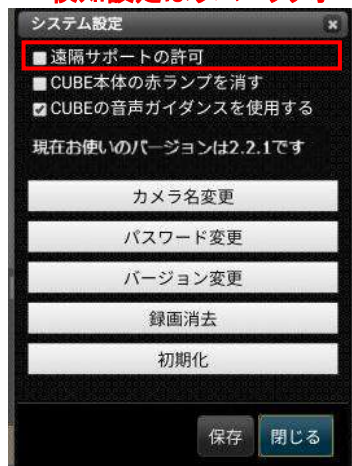 システム設定
遠隔サポートの許可
CUBE本体の赤ランプを消す
CUBEの音声ガイダンスを使用する
現在お使いのバージョンは2.2.1です
カメラ名変更
パスワード変更
バージョン変更
録画消去
初期化
保存 閉じる